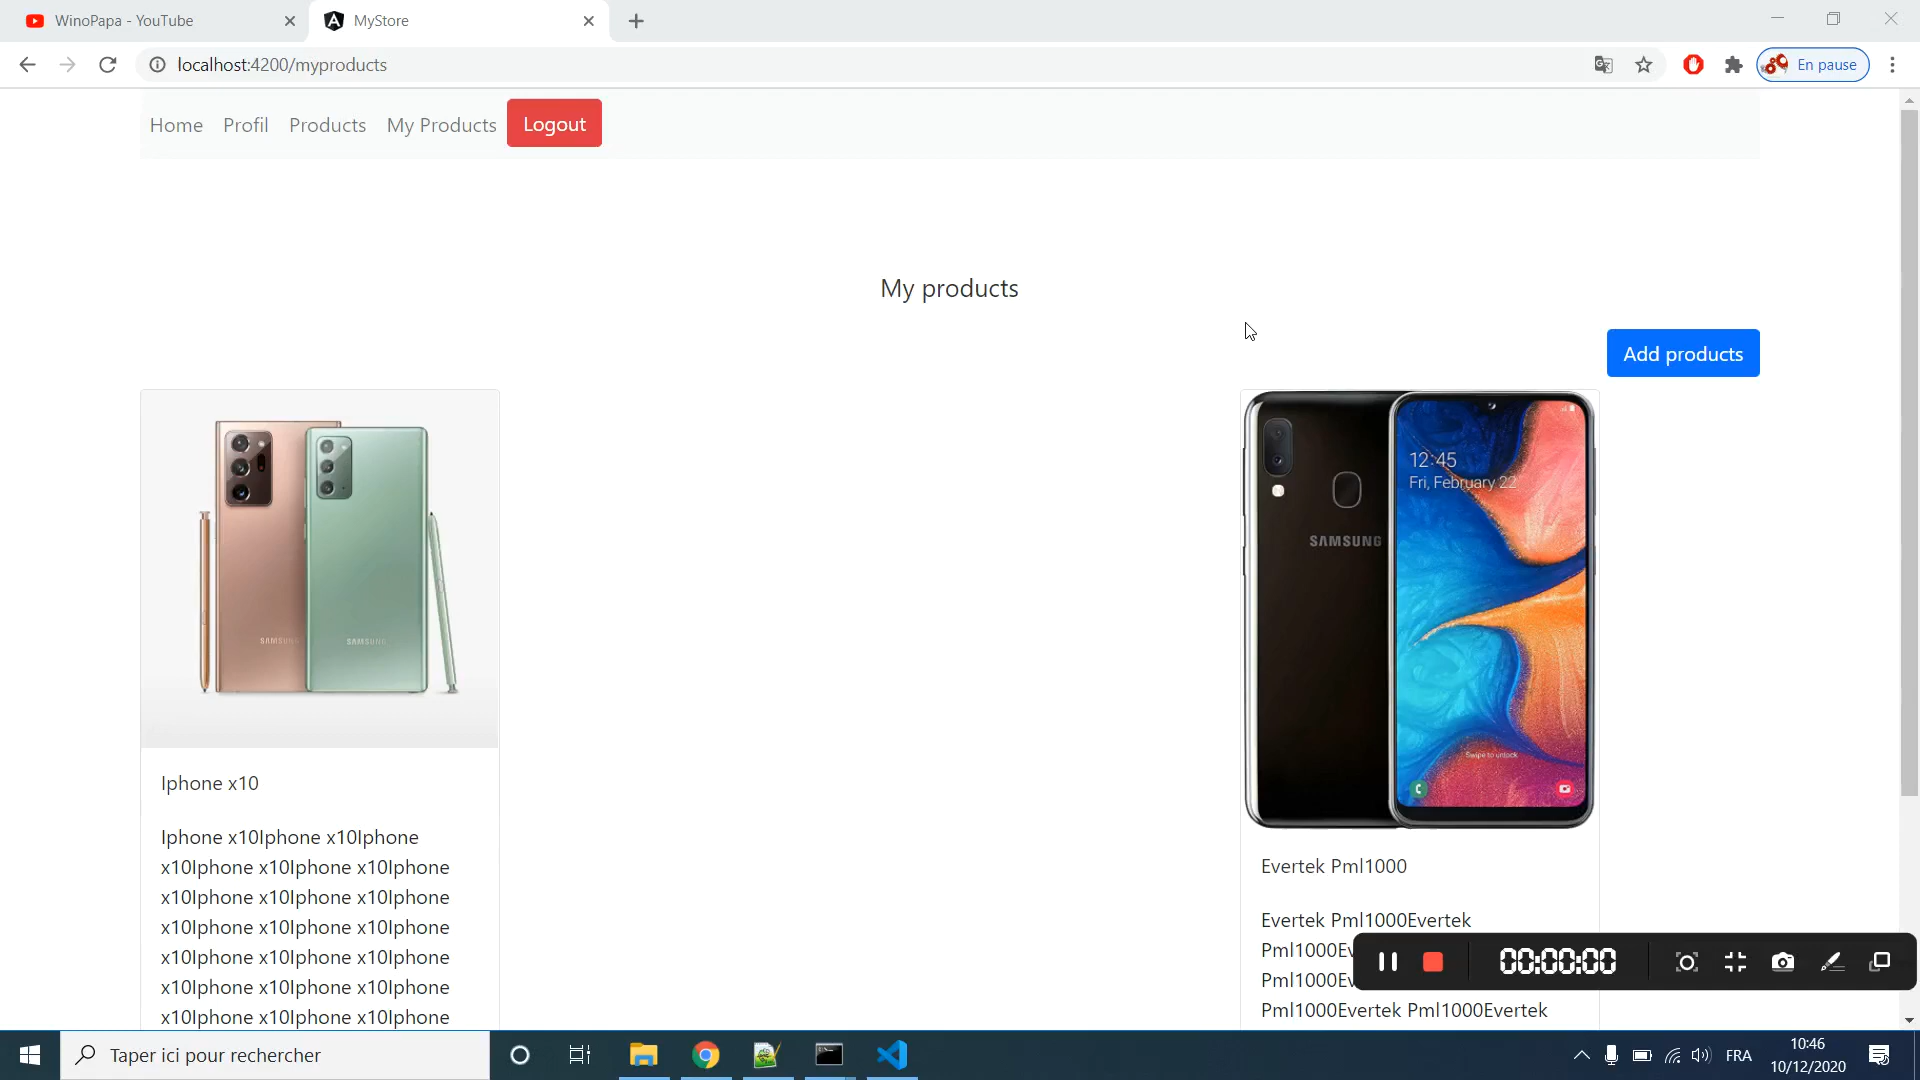 WinoPapa - YouTube
MyStore
localhost:4200/myproducts
En pause
Home
Profil
Products
My Products
Logout
My products
Add products
SAMSUNG
SAMSUNG
Iphone x10
Iphone x10Iphone x10Iphone
x10Iphone x10Iphone x10Iphone
x10Iphone x10Iphone x10Iphone
x10Iphone x10Iphone x10Iphone
x10Iphone x10Iphone x10Iphone
x10Iphone x10Iphone x10Iphone
x10Iphone x10Iphone x10Iphone
12:45
Fri, February 22
SAMSUNG
Swipe to unlock
Evertek Pml1000
Evertek Pml1000Evertek
Pml1000Ev
Pml1000Ev
Pml1000Evertek Pml1000Evertek
00:00:00
Taper ici pour rechercher
FRA
10:46
10/12/2020